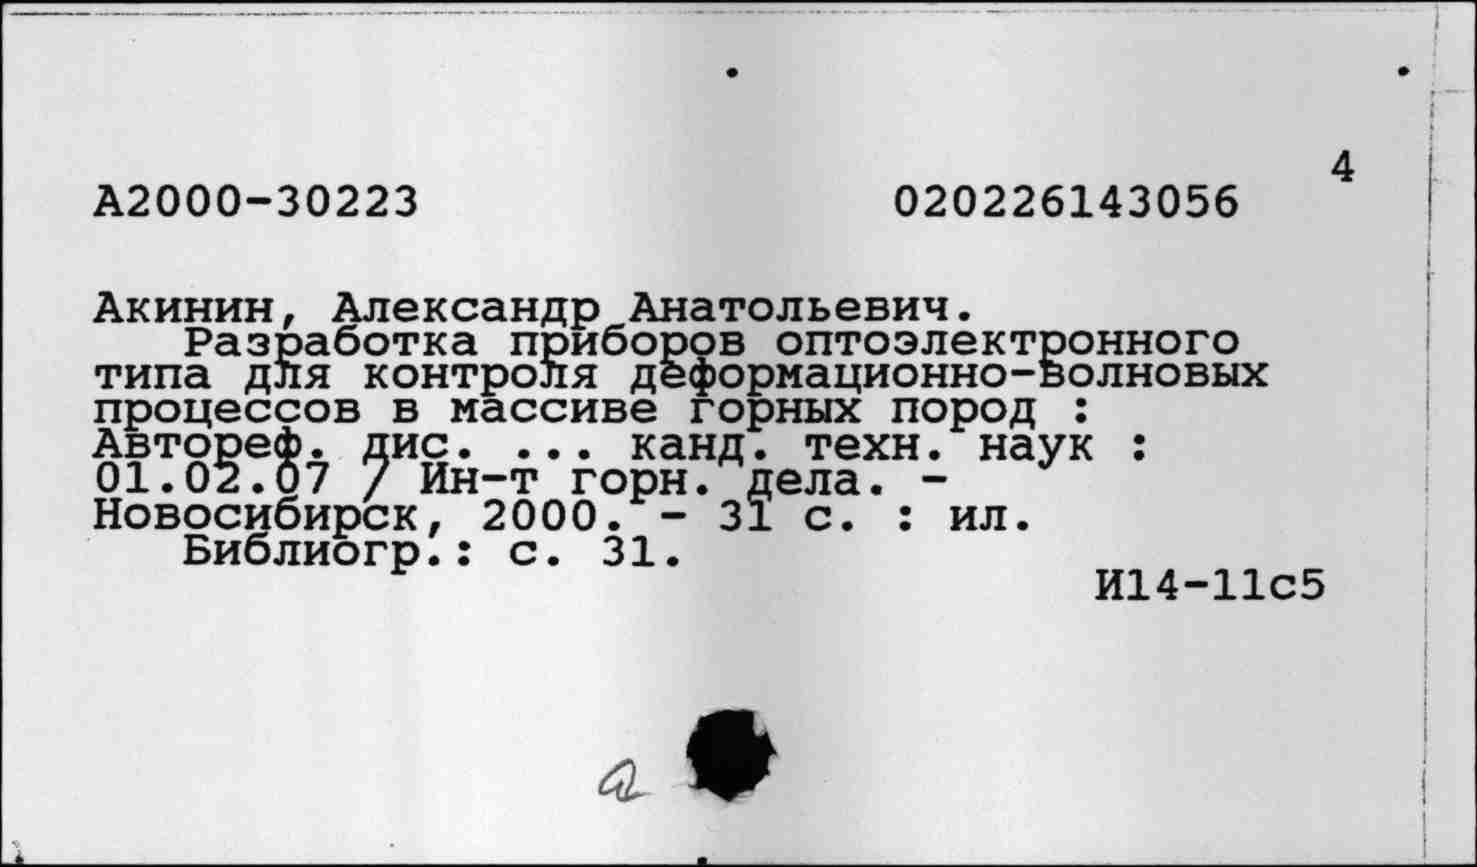 4
А2000-30223 020226143056
Акинин, Александр Анатольевич.
Разработка приборов оптоэлектронного
типа для контроля деформационно-волновых
процессов в массиве горных пород :
Автореф. дис. ... канд. техн. наук :
01.02.07 / Ин-т горн. дела. -
Новосибирск, 2000. - 31 с. : ил.
Библиогр.: с. 31.
И14-11с5
а